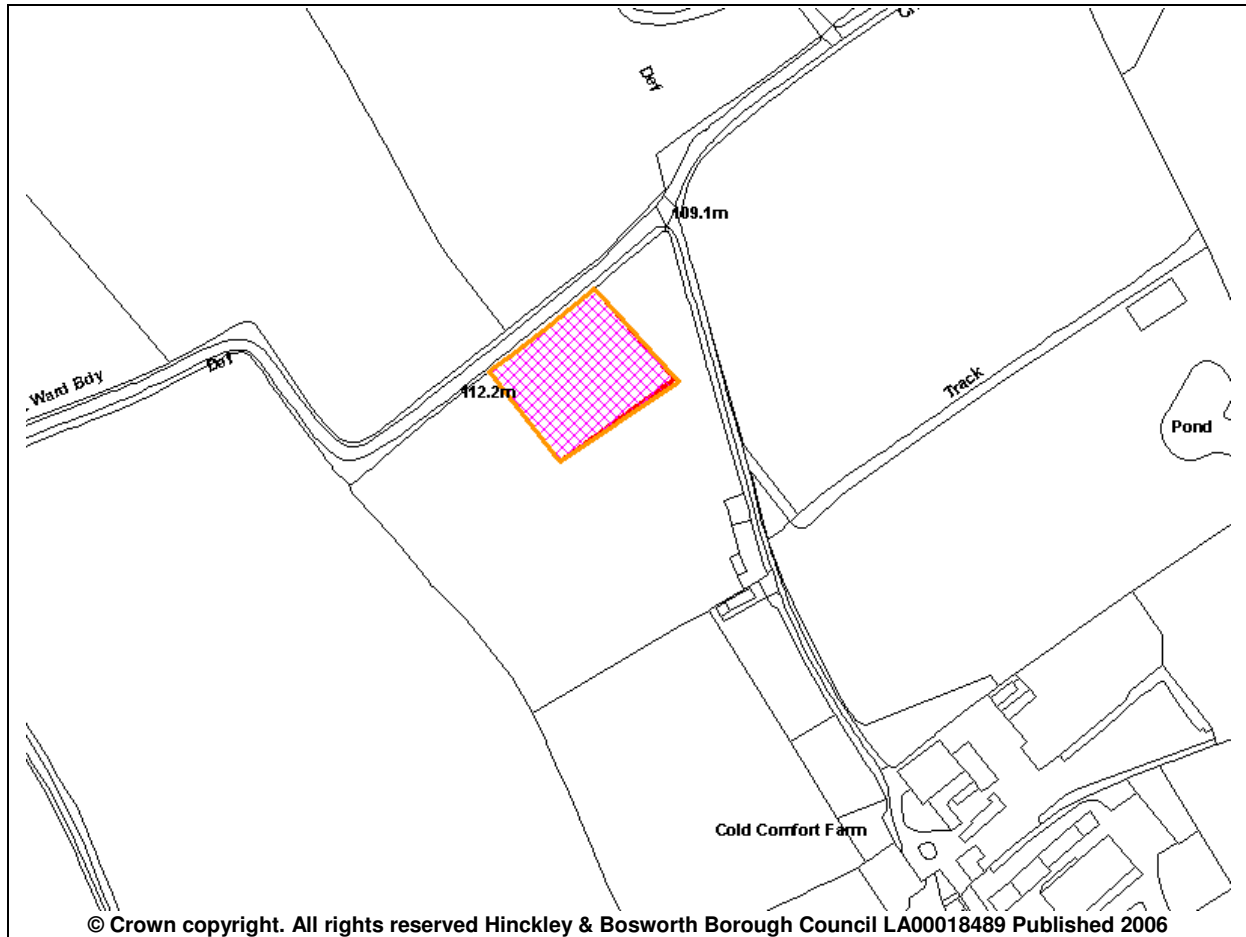 Def
109.1m
Ward Bdy
Def
112.2m
Track
Pond
Cold Comfort Farm
© Crown copyright. All rights reserved Hinckley & Bosworth Borough Council LA00018489 Published 2006